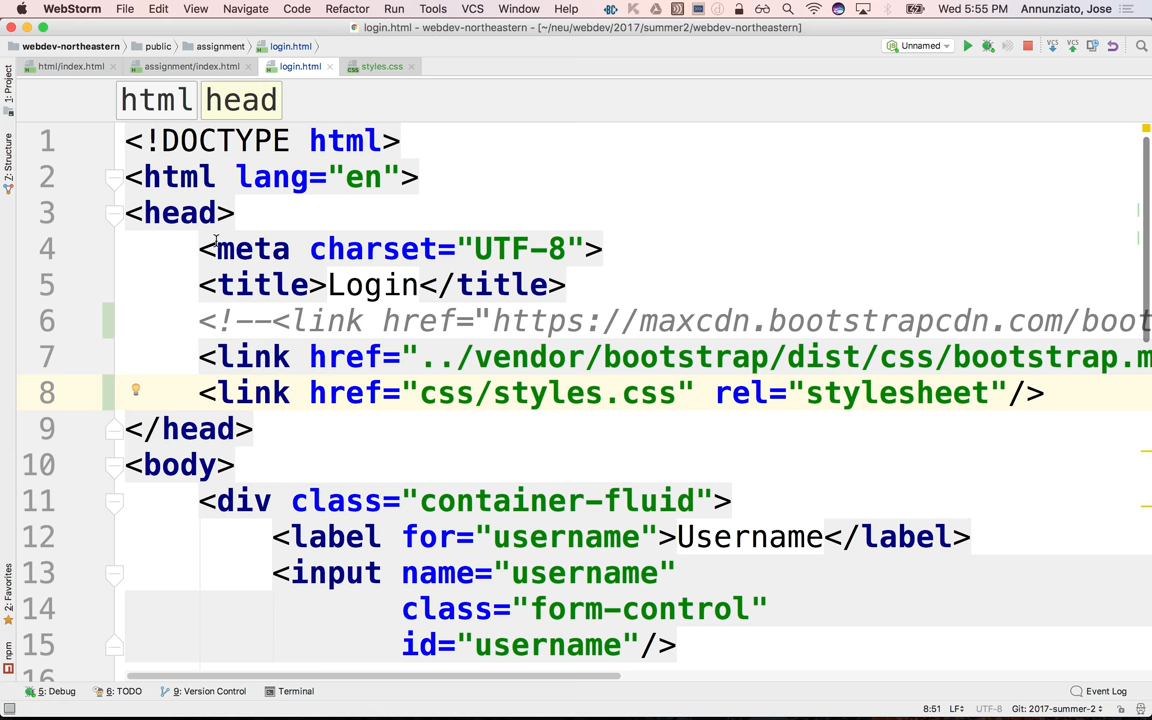 WebStorm File Edit View Navigate Code Refactor Run Tools VCS Window Help Wed 5:55 PM Annunziato, Jose
login.html - webdev-northeastern - [~/neu/webdev/2017/summer2/webdev-northeastern]
webdev-northeastern public assignment login.html Unnamed
html/index.html assignment/index.html login.html styles.css
1: Project
7: Structure
2: Favorites
npm
html head
1 <!DOCTYPE html>
2 <html lang="en">
3 <head>
4 <meta charset="UTF-8">
5 <title>Login</title>
6 <!--<link href="https://maxcdn.bootstrapcdn.com/boot
7 <link href="../vendor/bootstrap/dist/css/bootstrap.m
8 <link href="css/styles.css" rel="stylesheet"/>
9 </head>
10 <body>
11 <div class="container-fluid">
12 <label for="username">Username</label>
13 <input name="username"
14 class="form-control"
15 id="username"/>
16
5: Debug 6: TODO 9: Version Control Terminal Event Log
8:51 LF UTF-8 Git: 2017-summer-2